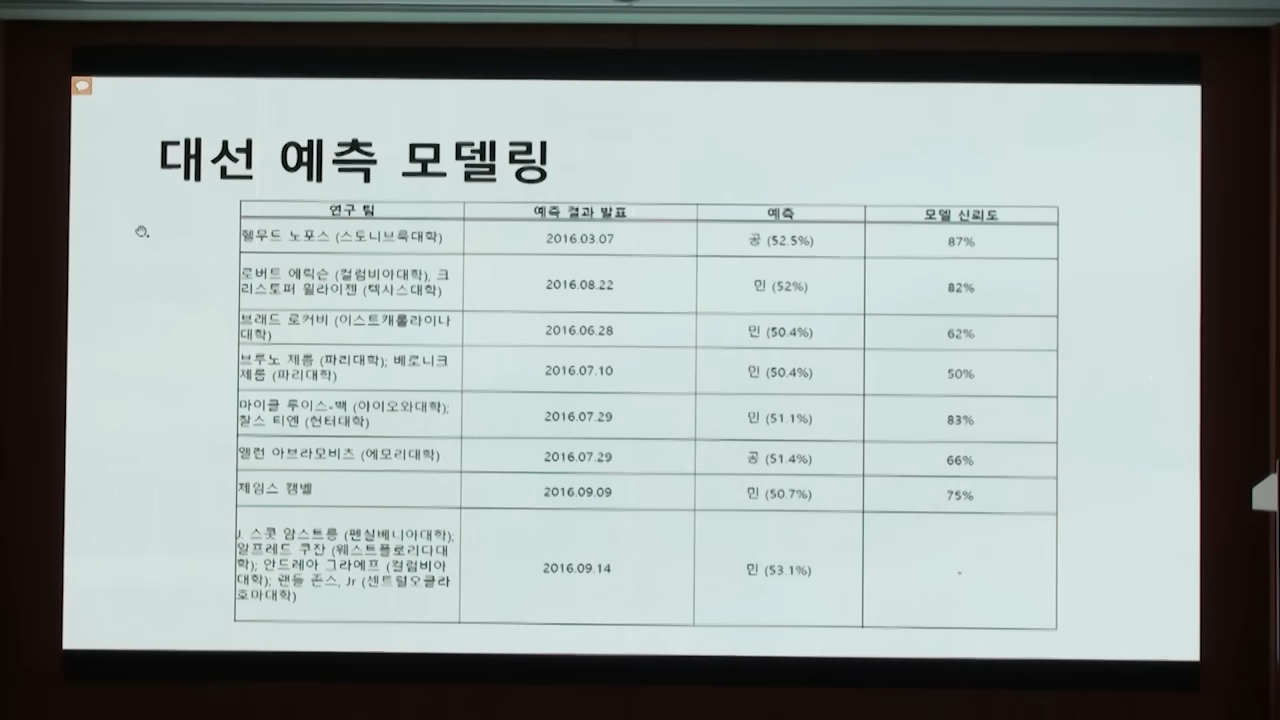 대선 예측 모델링
연구 팀 예측 결과 발표 예측 모델 신뢰도
헬무드 노포스 (스토니브룩대학) 2016.03.07 공 (52.5%) 87%
로버트 에릭슨 (컬럼비아대학), 크
리스토퍼 윌라이젠 (텍사스대학) 2016.08.22 민 (52%) 82%
브래드 로커비 (이스트캐롤라이나
대학) 2016.06.28 민 (50.4%) 62%
브루노 제롬 (파리대학); 베로니크
제롬 (파리대학) 2016.07.10 민 (50.4%) 50%
마이클 루이스-백 (아이오와대학);
찰스 티엔 (헌터대학) 2016.07.29 민 (51.1%) 83%
앨런 아브라모비츠 (에모리대학) 2016.07.29 공 (51.4%) 66%
제임스 캠벨 2016.09.09 민 (50.7%) 75%
J. 스콧 암스트롱 (펜실베니아대학);
알프레드 쿠잔 (웨스트플로리다대
학); 안드레아 그라에프 (컬럼비아
대학); 랜들 존스, Jr (센트럴오클라
호마대학) 2016.09.14 민 (53.1%) -